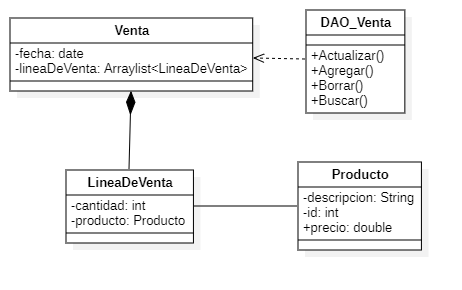 Venta
-fecha: date
-lineaDeVenta: Arraylist<LineaDeVenta>
DAO_Venta
+Actualizar()
+Agregar()
+Borrar()
+Buscar()
LineaDeVenta
-cantidad: int
-producto: Producto
Producto
-descripcion: String
-id: int
+precio: double